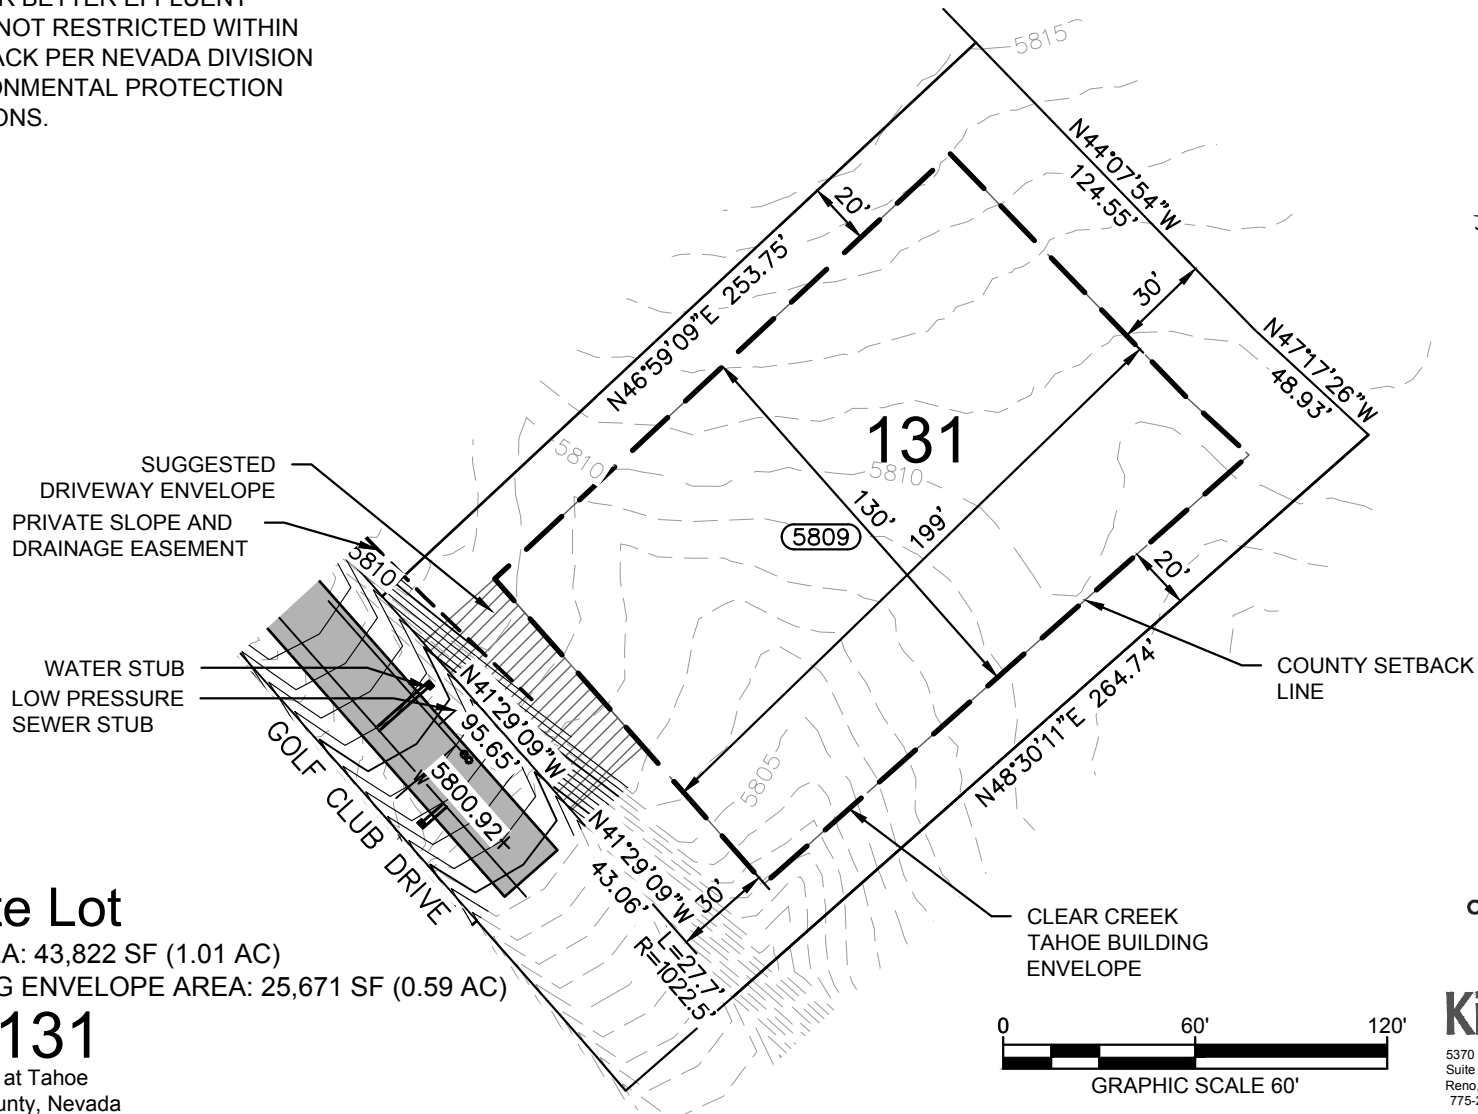 R BETTER EFFLUENT
NOT RESTRICTED WITHIN
ACK PER NEVADA DIVISION
ONMENTAL PROTECTION
ONS.
5815
N44°07'54"W
124.55'
20'
N46°59'09"E 253.75'
30'
N47°17'26"W
48.93'
131
5810
5810
SUGGESTED
DRIVEWAY ENVELOPE
PRIVATE SLOPE AND
DRAINAGE EASEMENT
5810
130'
199'
5809
20'
WATER STUB
LOW PRESSURE
SEWER STUB
N41°29'09"W
95.65'
COUNTY SETBACK
LINE
N48°30'11"E 264.74'
5805
GOLF CLUB DRIVE
5800.92
N41°29'09"W
43.06'
30'
L=27.7'
R=1022.5'
CLEAR CREEK
TAHOE BUILDING
ENVELOPE
te Lot
EA: 43,822 SF (1.01 AC)
G ENVELOPE AREA: 25,671 SF (0.59 AC)
131
at Tahoe
unty, Nevada
0 60' 120'
GRAPHIC SCALE 60'
Ki
5370
Suite
Reno,
775-2